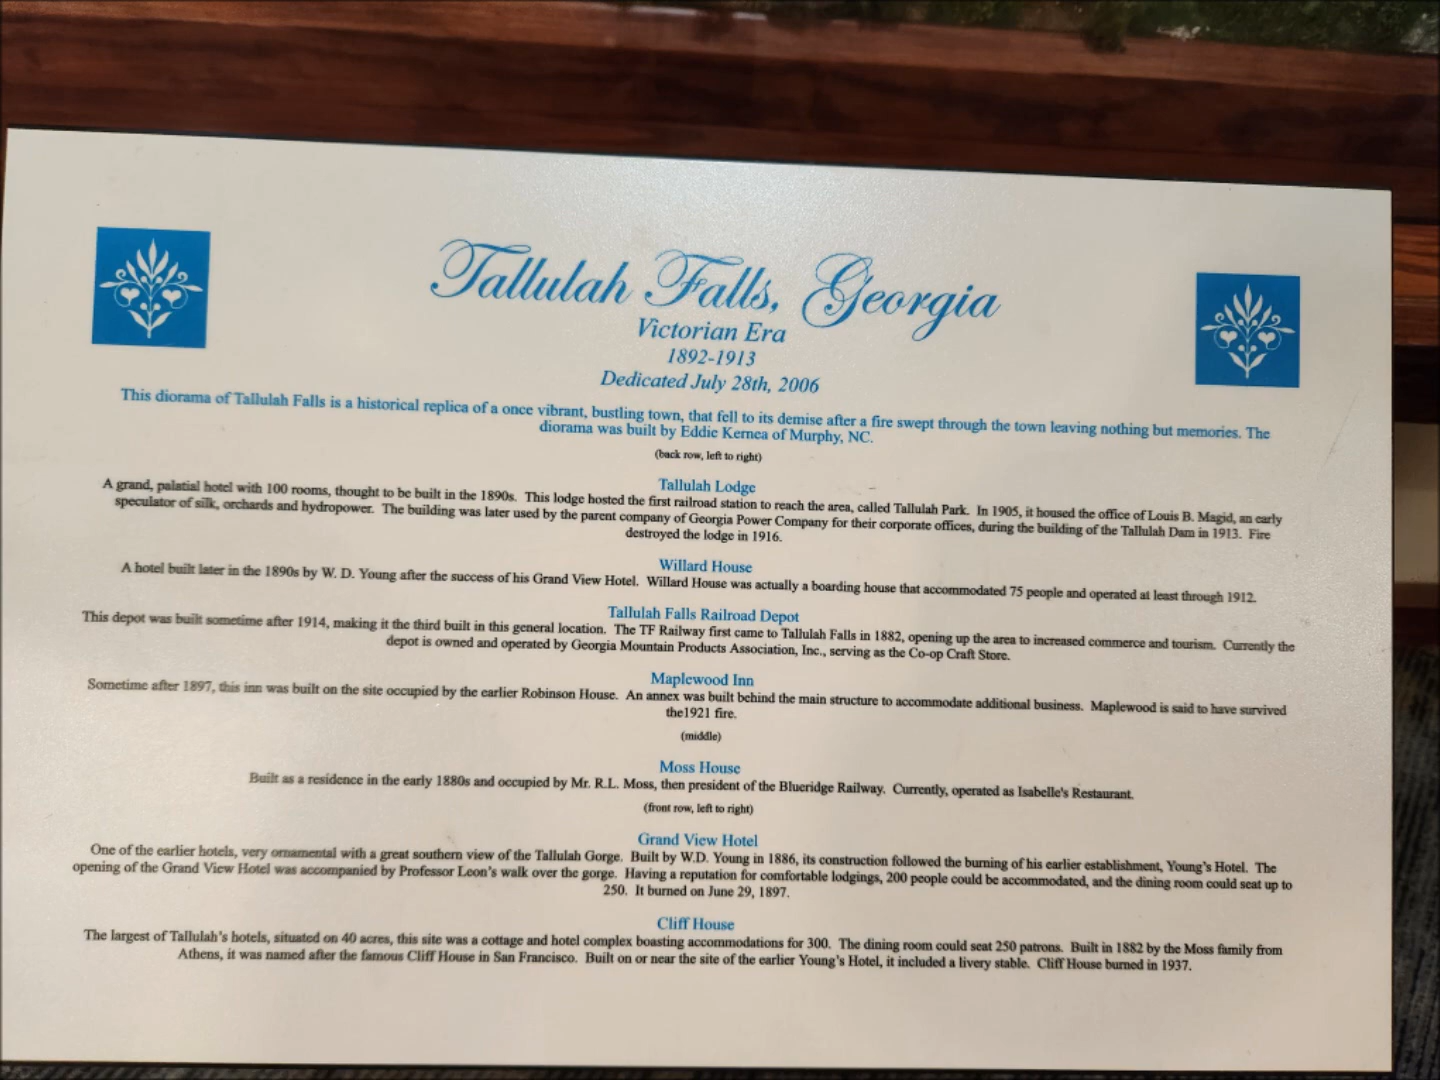 Tallulah Falls, Georgia
Victorian Era
1892-1913
Dedicated July 28th, 2006
This diorama of Tallulah Falls is a historical replica of a once vibrant, bustling town, that fell to its demise after a fire swept through the town leaving nothing but memories. The
diorama was built by Eddie Kernea of Murphy, NC.
(back row, left to right)
Tallulah Lodge
A grand, palatial hotel with 100 rooms, thought to be built in the 1890s. This lodge hosted the first railroad station to reach the area, called Tallulah Park. In 1905, it housed the office of Louis B. Magid, an early
speculator of silk, orchards and hydropower. The building was later used by the parent company of Georgia Power Company for their corporate offices, during the building of the Tallulah Dam in 1913. Fire
destroyed the lodge in 1916.
Willard House
A hotel built later in the 1890s by W. D. Young after the success of his Grand View Hotel. Willard House was actually a boarding house that accommodated 75 people and operated at least through 1912.
Tallulah Falls Railroad Depot
This depot was built sometime after 1914, making it the third built in this general location. The TF Railway first came to Tallulah Falls in 1882, opening up the area to increased commerce and tourism. Currently the
depot is owned and operated by Georgia Mountain Products Association, Inc., serving as the Co-op Craft Store.
Maplewood Inn
Sometime after 1897, this inn was built on the site occupied by the earlier Robinson House. An annex was built behind the main structure to accommodate additional business. Maplewood is said to have survived
the1921 fire.
(middle)
Moss House
Built as a residence in the early 1880s and occupied by Mr. R.L. Moss, then president of the Blueridge Railway. Currently, operated as Isabelle's Restaurant.
(front row, left to right)
Grand View Hotel
One of the earlier hotels, very ornamental with a great southern view of the Tallulah Gorge. Built by W.D. Young in 1886, its construction followed the burning of his earlier establishment, Young's Hotel. The
opening of the Grand View Hotel was accompanied by Professor Leon's walk over the gorge. Having a reputation for comfortable lodgings, 200 people could be accommodated, and the dining room could seat up to
250. It burned on June 29, 1897.
Cliff House
The largest of Tallulah's hotels, situated on 40 acres, this site was a cottage and hotel complex boasting accommodations for 300. The dining room could seat 250 patrons. Built in 1882 by the Moss family from
Athens, it was named after the famous Cliff House in San Francisco. Built on or near the site of the earlier Young's Hotel, it included a livery stable. Cliff House burned in 1937.